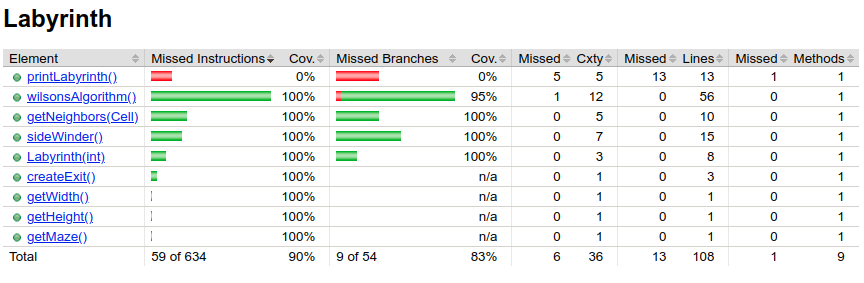 Labyrinth
Element Missed Instructions Cov. Missed Branches Cov. Missed Cxty Missed Lines Missed Methods
printLabyrinth() 0% 0% 5 5 13 13 1 1
wilsonsAlgorithm() 100% 95% 1 12 0 56 0 1
getNeighbors(Cell) 100% 100% 0 5 0 10 0 1
sideWinder() 100% 100% 0 7 0 15 0 1
Labyrinth(int) 100% 100% 0 3 0 8 0 1
createExit() 100% n/a 0 1 0 3 0 1
getWidth() 100% n/a 0 1 0 1 0 1
getHeight() 100% n/a 0 1 0 1 0 1
getMaze() 100% n/a 0 1 0 1 0 1
Total 59 of 634 90% 9 of 54 83% 6 36 13 108 1 9